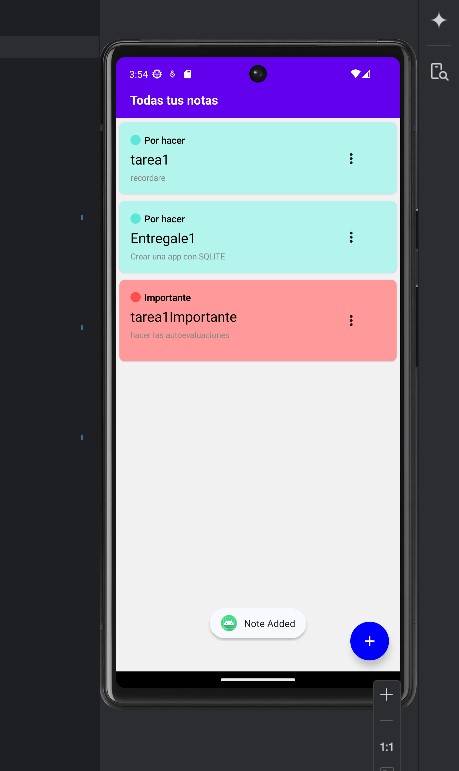 3:54
Todas tus notas
Por hacer
tarea1
recordare
Por hacer
Entregale1
Crear una app con SQLITE
Importante
tarea1Importante
hacer las autoevaluaciones
Note Added
1:1